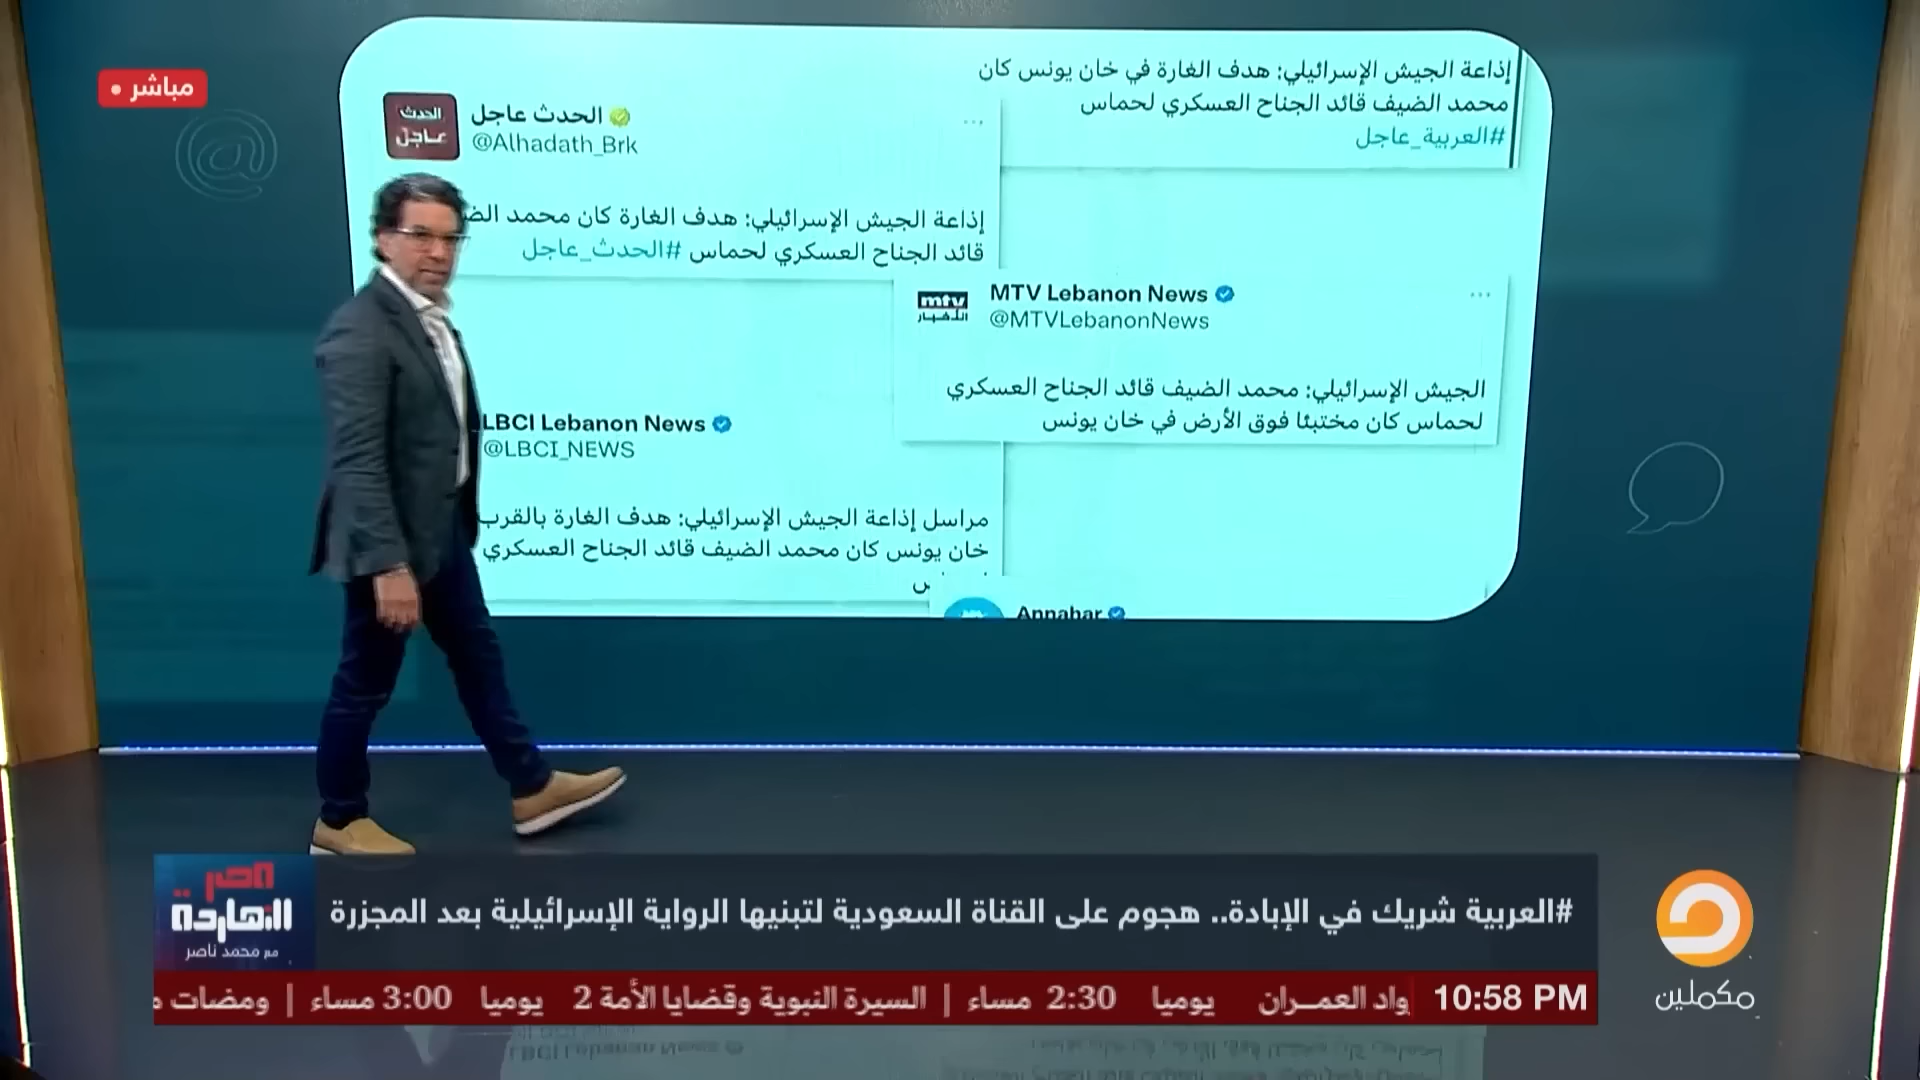 مباشر
إذاعة الجيش الإسرائيلي: هدف الغارة في خان يونس كان
محمد الضيف قائد الجناح العسكري لحماس
#العربية_عاجل
الحدث
عاجل
الحدث عاجل
@Alhadath_Brk
إذاعة الجيش الإسرائيلي: هدف الغارة كان محمد
قائد الجناح العسكري لحماس #الحدث_عاجل
mtv
الأخبار
MTV Lebanon News
@MTVLebanonNews
الجيش الإسرائيلي: محمد الضيف قائد الجناح العسكري
لحماس كان مختبئا فوق الأرض في خان يونس
LBCI Lebanon News
@LBCI_NEWS
مراسل إذاعة الجيش الإسرائيلي: هدف الغارة بالقرب
خان يونس كان محمد الضيف قائد الجناح العسكري
Annahar
مصر
النهاردة
مع محمد ناصر
#العربية شريك في الإبادة.. هجوم على القناة السعودية لتبنيها الرواية الإسرائيلية بعد المجزرة
10:58 PM
واد العمــران يوميا 2:30 مساء | السيرة النبوية وقضايا الأمة 2 يوميا 3:00 مساء | ومضات
مكملين